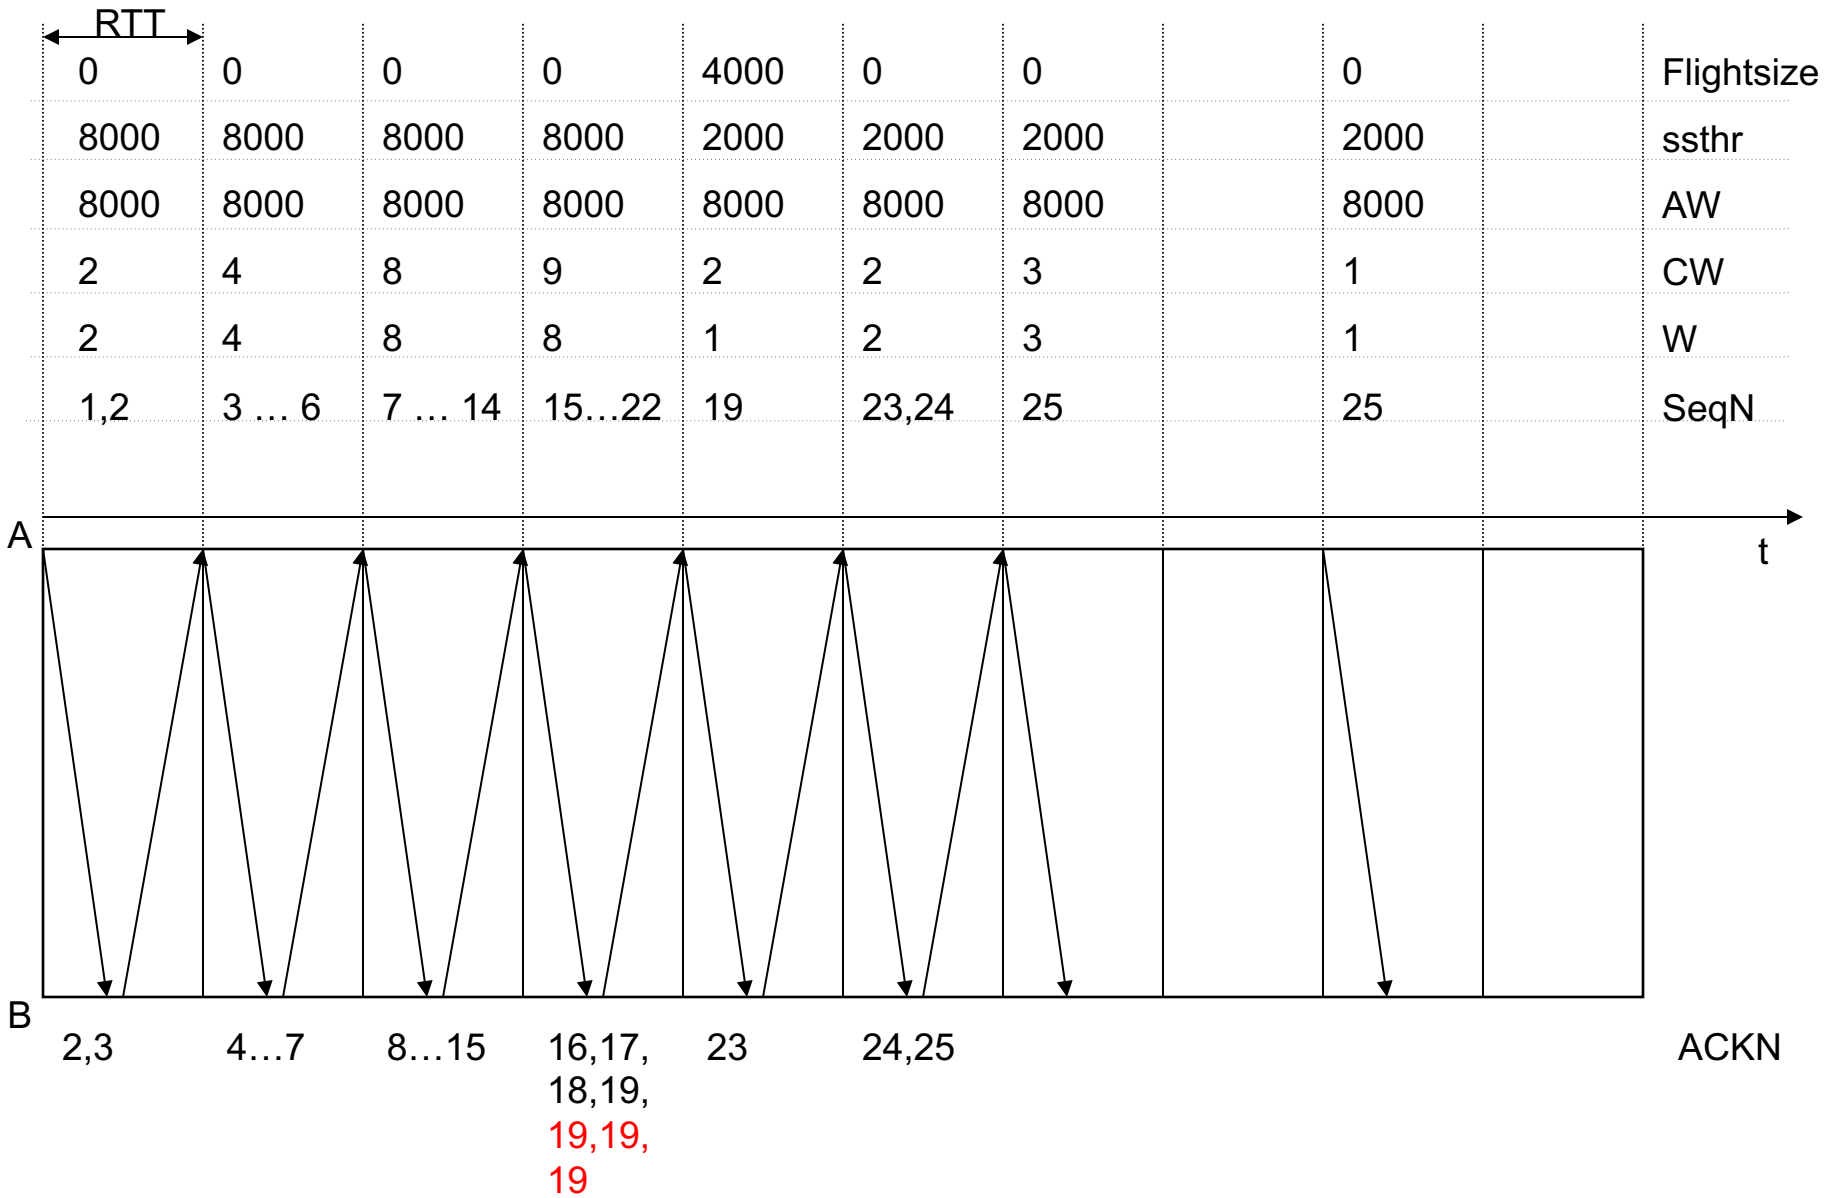 RTT
0 0 0 0 4000 0 0 0 Flightsize
8000 8000 8000 8000 2000 2000 2000 2000 ssthr
8000 8000 8000 8000 8000 8000 8000 8000 AW
2 4 8 9 2 2 3 1 CW
2 4 8 8 1 2 3 1 W
1,2 3 … 6 7 … 14 15…22 19 23,24 25 25 SeqN
A
t
B
2,3 4…7 8…15 16,17, 23 24,25 ACKN
18,19,
19,19,
19